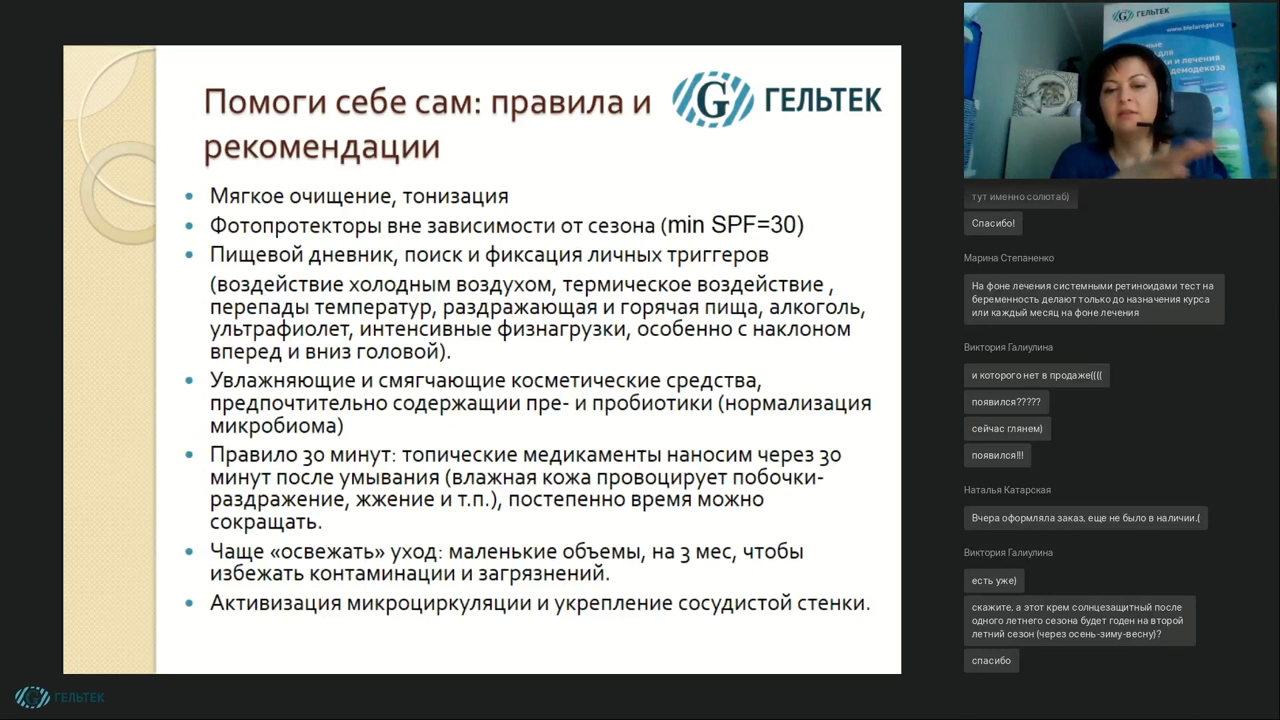 Помоги себе сам: правила и
рекомендации
ГЕЛЬТЕК
Мягкое очищение, тонизация
Фотопротекторы вне зависимости от сезона (min SPF=30)
Пищевой дневник, поиск и фиксация личных триггеров
(воздействие холодным воздухом, термическое воздействие ,
перепады температур, раздражающая и горячая пища, алкоголь,
ультрафиолет, интенсивные физнагрузки, особенно с наклоном
вперед и вниз головой).
Увлажняющие и смягчающие косметические средства,
предпочтительно содержащии пре- и пробиотики (нормализация
микробиома)
Правило 30 минут: топические медикаменты наносим через 30
минут после умывания (влажная кожа провоцирует побочки-
раздражение, жжение и т.п.), постепенно время можно
сокращать.
Чаще «освежать» уход: маленькие объемы, на 3 мес, чтобы
избежать контаминации и загрязнений.
Активизация микроциркуляции и укрепление сосудистой стенки.
ГЕЛЬТЕК
ГЕЛЬТЕК
www.bielaregel.ru
и лечения
демодекоза
тут именно солютаб)
Спасибо!
Марина Степаненко
На фоне лечения системными ретиноидами тест на
беременность делают только до назначения курса
или каждый месяц на фоне лечения
Виктория Галиулина
и которого нет в продаже((((
появился?????
сейчас глянем)
появился!!!
Наталья Катарская
Вчера оформляла заказ, еще не было в наличии.(
Виктория Галиулина
есть уже)
скажите, а этот крем солнцезащитный после
одного летнего сезона будет годен на второй
летний сезон (через осень-зиму-весну)?
спасибо